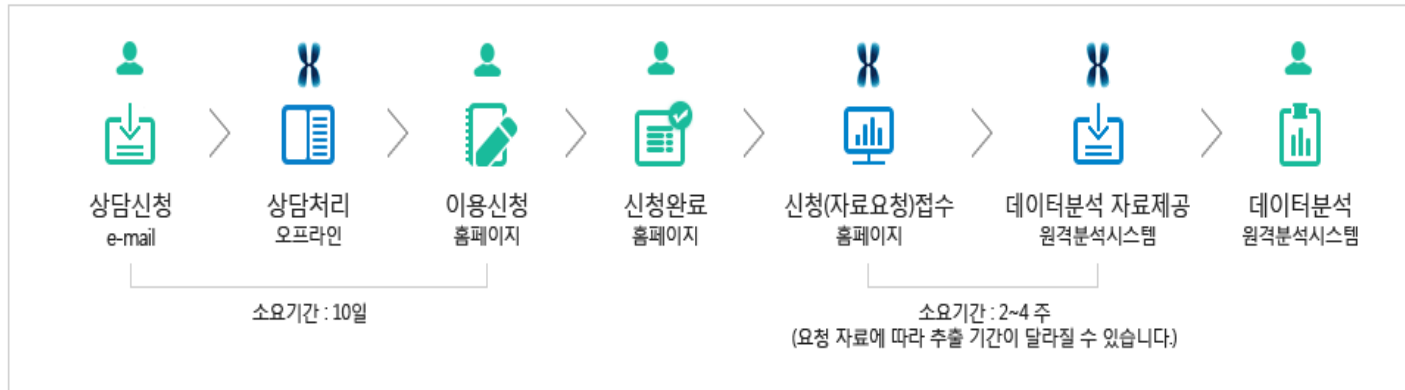 상담신청
e-mail
상담처리
오프라인
이용신청
홈페이지
신청완료
홈페이지
신청(자료요청)접수
홈페이지
데이터분석 자료제공
원격분석시스템
데이터분석
원격분석시스템
소요기간 : 10일
소요기간 : 2~4 주
(요청 자료에 따라 추출 기간이 달라질 수 있습니다.)